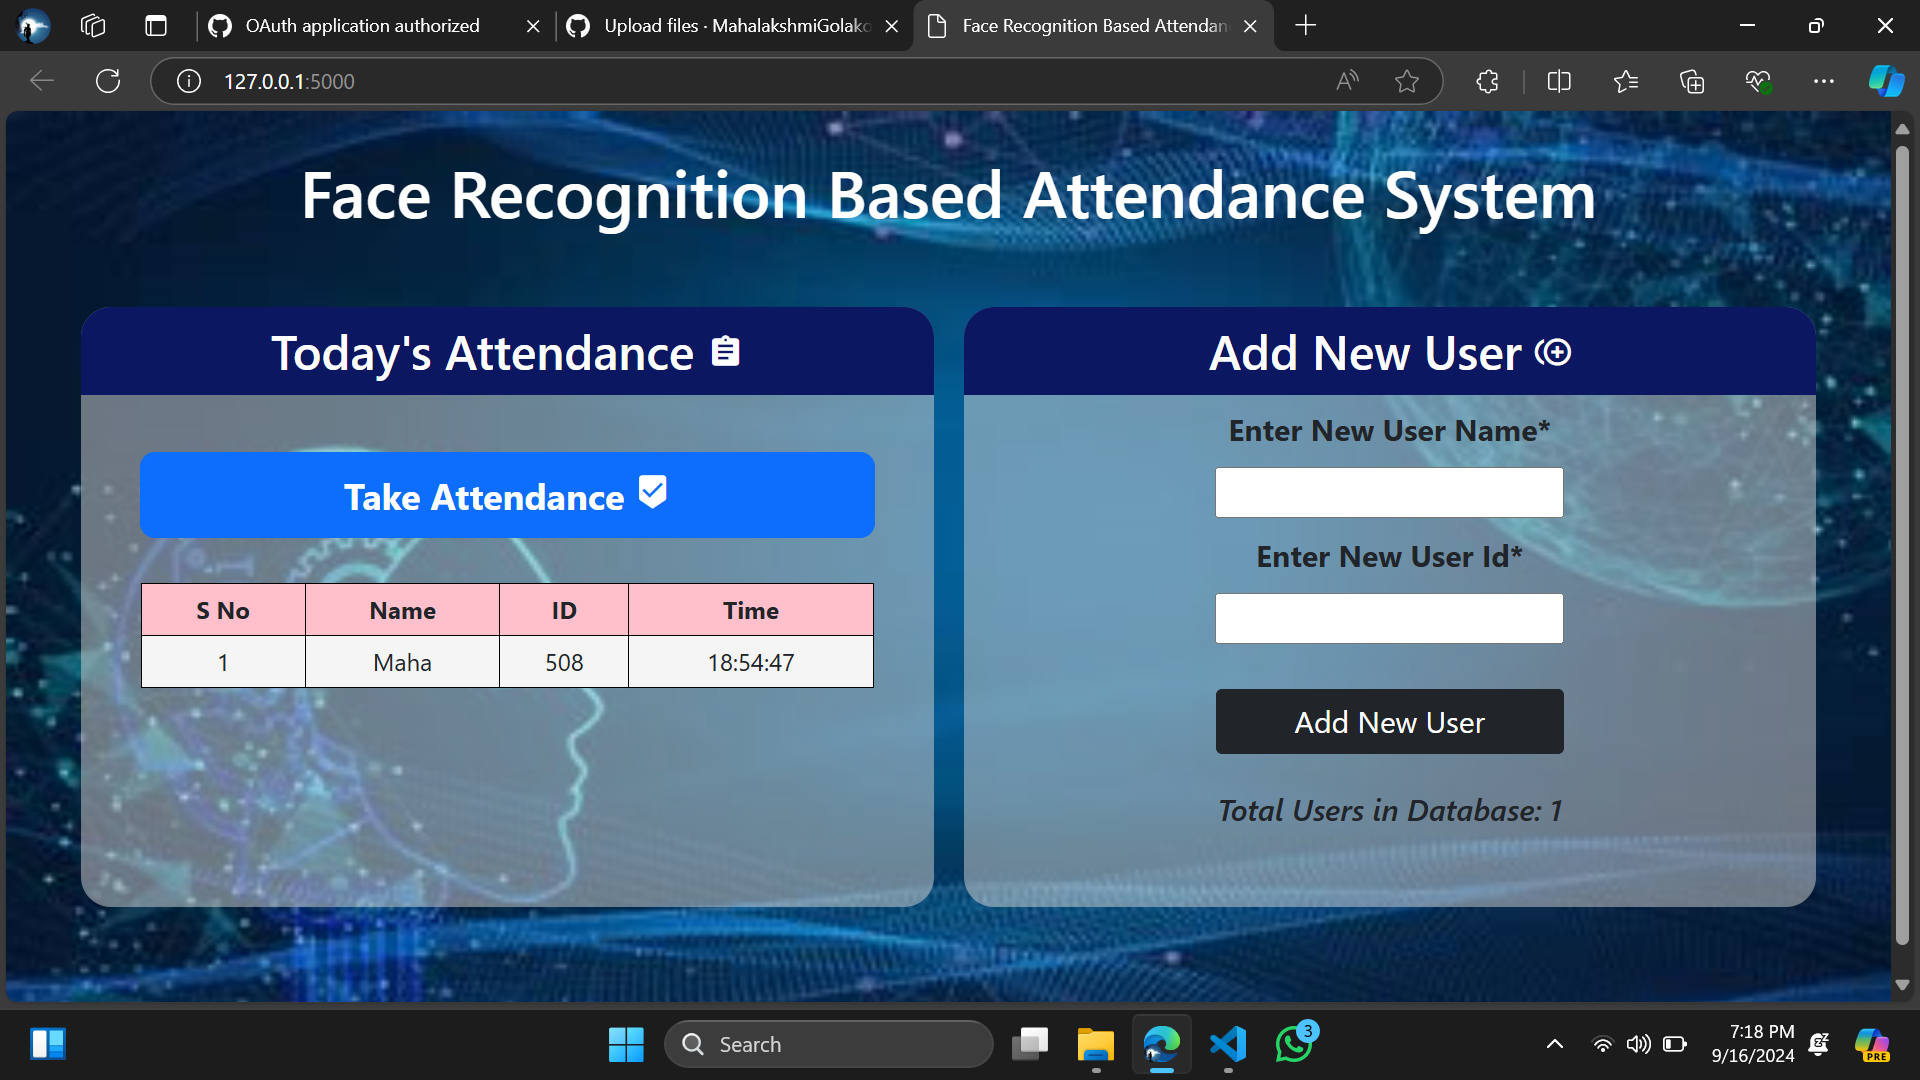 OAuth application authorized
Upload files · MahalakshmiGolako
Face Recognition Based Attendan
127.0.0.1:5000
Face Recognition Based Attendance System
Today's Attendance
Take Attendance
S No Name ID Time
1 Maha 508 18:54:47
Add New User
Enter New User Name*
Enter New User Id*
Add New User
Total Users in Database: 1
Search
3
7:18 PM
9/16/2024
PRE